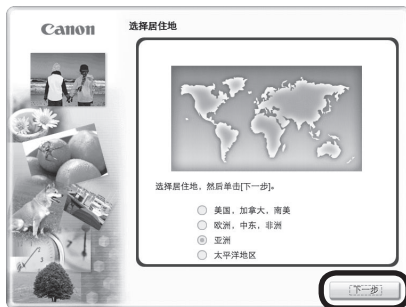 Canon
选择居住地
选择居住地，然后单击[下一步]。
美国，加拿大，南美
欧洲，中东，非洲
亚洲
太平洋地区
[下一步]